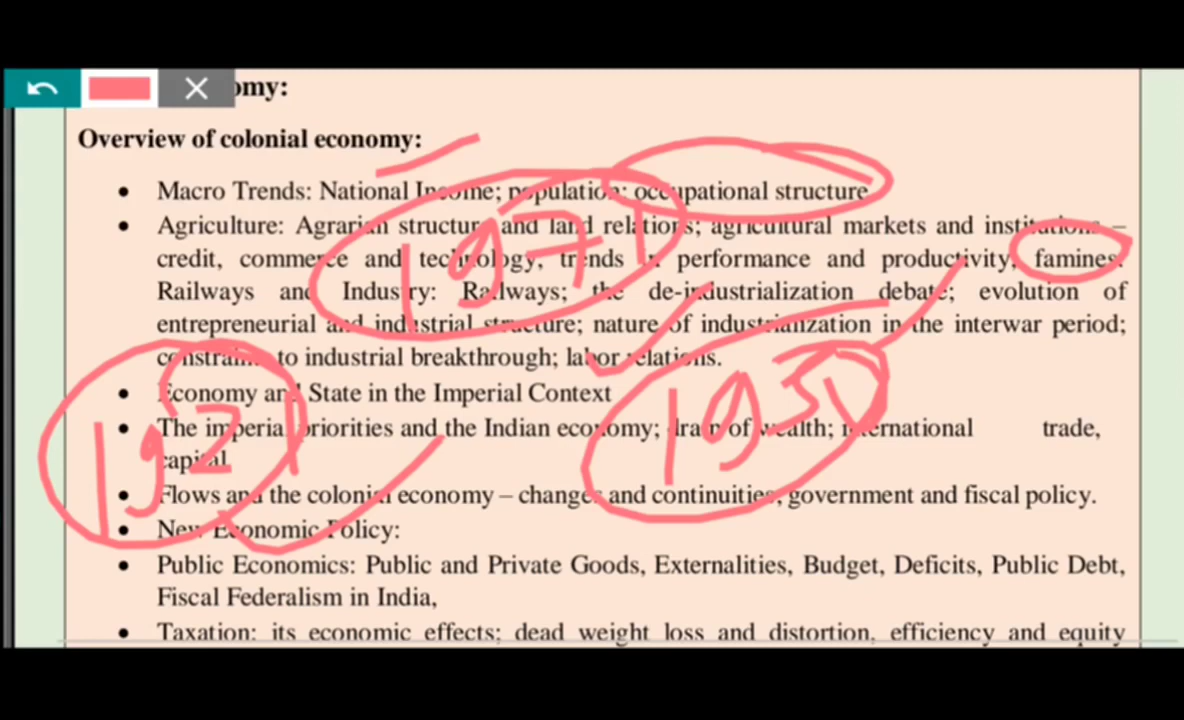 omy:
Overview of colonial economy:
• Macro Trends: National Income; population; occupational structure
• Agriculture: Agrarian structure and land relations; agricultural markets and institutions –
credit, commerce and technology, trends in performance and productivity, famines.
Railways and Industry: Railways; the de-industrialization debate; evolution of
entrepreneurial and industrial structure; nature of industrialization in the interwar period;
constraints to industrial breakthrough; labor relations.
• Economy and State in the Imperial Context
• The imperial priorities and the Indian economy; drain of wealth; international trade,
capital
• Flows and the colonial economy – changes and continuities, government and fiscal policy.
• New Economic Policy:
• Public Economics: Public and Private Goods, Externalities, Budget, Deficits, Public Debt,
Fiscal Federalism in India,
• Taxation: its economic effects; dead weight loss and distortion, efficiency and equity
1971
1921